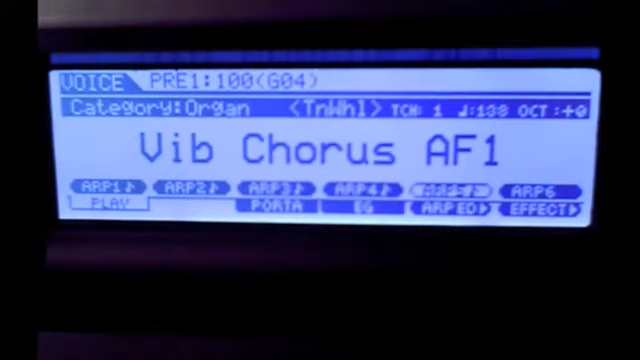 VOICE PRE1:100(G04)
Category:Organ <TnWhl> TCH: 1 ♩:138 OCT :+0
Vib Chorus AF1
ARP1♪ ARP2♪ ARP3♪ ARP4♪ ARP5♪ ARP6
PLAY PORTA EG ARP ED▶ EFFECT▶